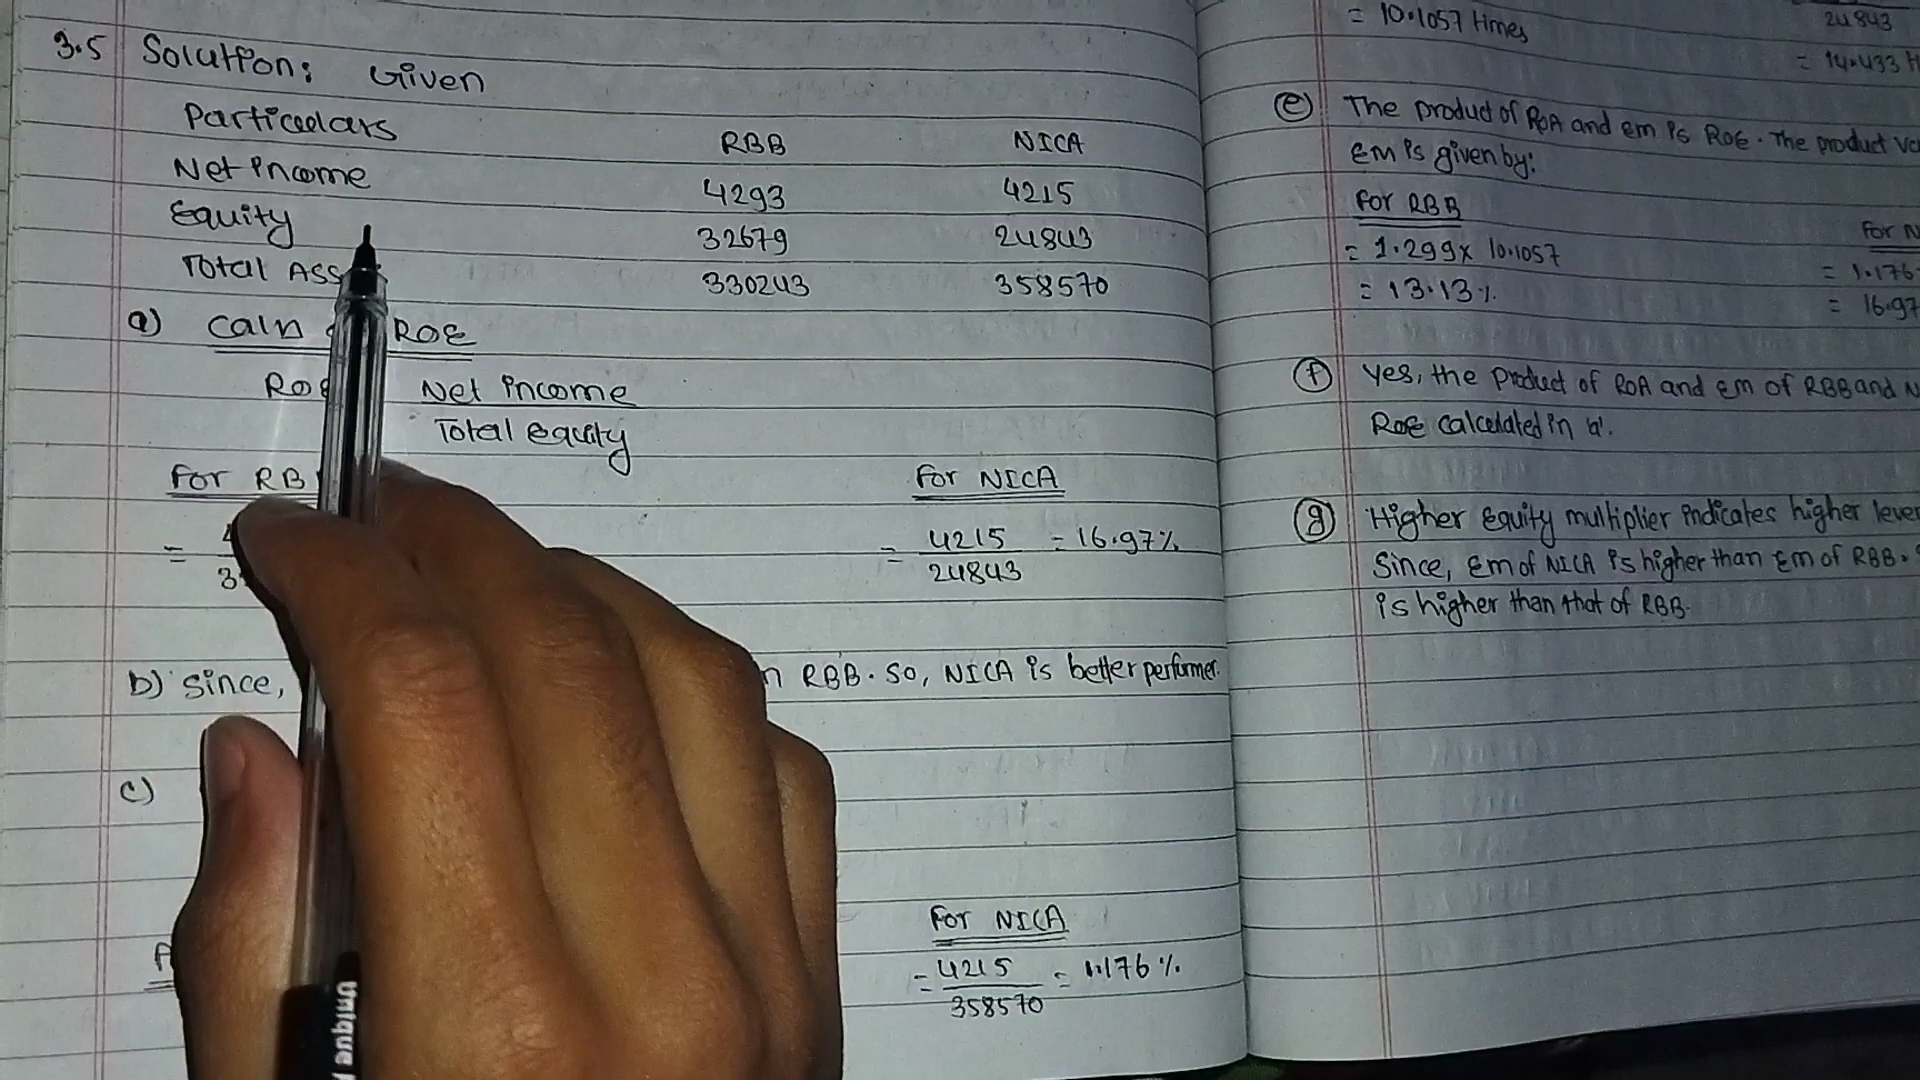 3.5 Solution: Given
Particulars RBB NICA
Net income 4293 4215
Equity 32679 24843
Total Ass 330243 358570
a) Caln ROE
ROE Net income
Total equity
For RB For NICA
= = 4215 = 16.97%
24843
b) Since, RBB. So, NICA is better performer.
c)
For NICA
= 4215 = 1.176%
358570
Unique
= 10.1057 times
24843
= 14.433
(e) The product of ROA and em is ROE. The product
EM is given by:
For RBB
For
= 1.299 x 10.1057
= 1.176
= 13.13%
= 16.97
(f) Yes, the product of ROA and Em of RBB and
ROE calculated in 'a'.
(g) Higher Equity multiplier indicates higher
Since, Em of NICA is higher than Em of RBB.
is higher than that of RBB.